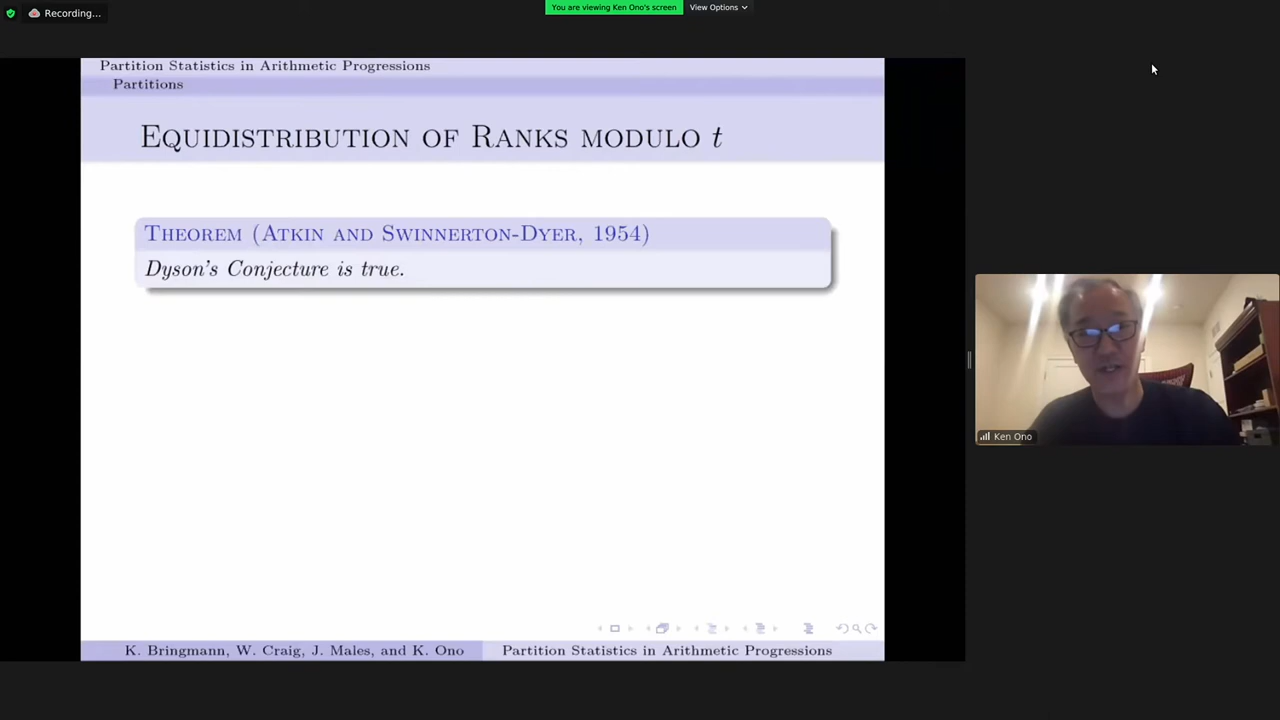 Recording...
You are viewing Ken Ono's screen
View Options
Partition Statistics in Arithmetic Progressions
Partitions
Equidistribution of Ranks modulo t
Theorem (Atkin and Swinnerton-Dyer, 1954)
Dyson's Conjecture is true.
Ken Ono
K. Bringmann, W. Craig, J. Males, and K. Ono
Partition Statistics in Arithmetic Progressions